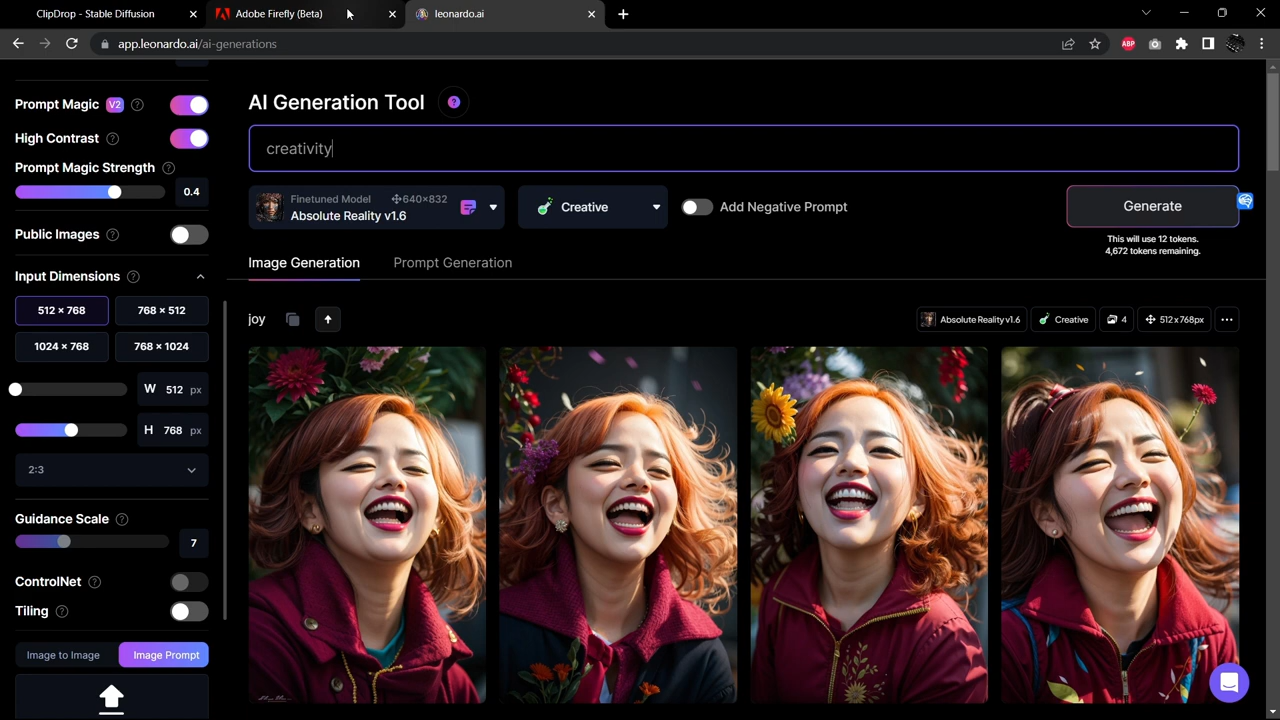 ClipDrop - Stable Diffusion
Adobe Firefly (Beta)
leonardo.ai
app.leonardo.ai/ai-generations
ABP
Prompt Magic V2 ?
High Contrast ?
Prompt Magic Strength ?
0.4
Public Images ?
Input Dimensions ?
512 × 768
768 × 512
1024 × 768
768 × 1024
W 512 px
H 768 px
2:3
Guidance Scale ?
7
ControlNet ?
Tiling ?
Image to Image
Image Prompt
AI Generation Tool ?
creativity
Finetuned Model 640×832
Absolute Reality v1.6
Creative
Add Negative Prompt
Generate
This will use 12 tokens.
4,672 tokens remaining.
Image Generation
Prompt Generation
joy
Absolute Reality v1.6
Creative
4
512x768px